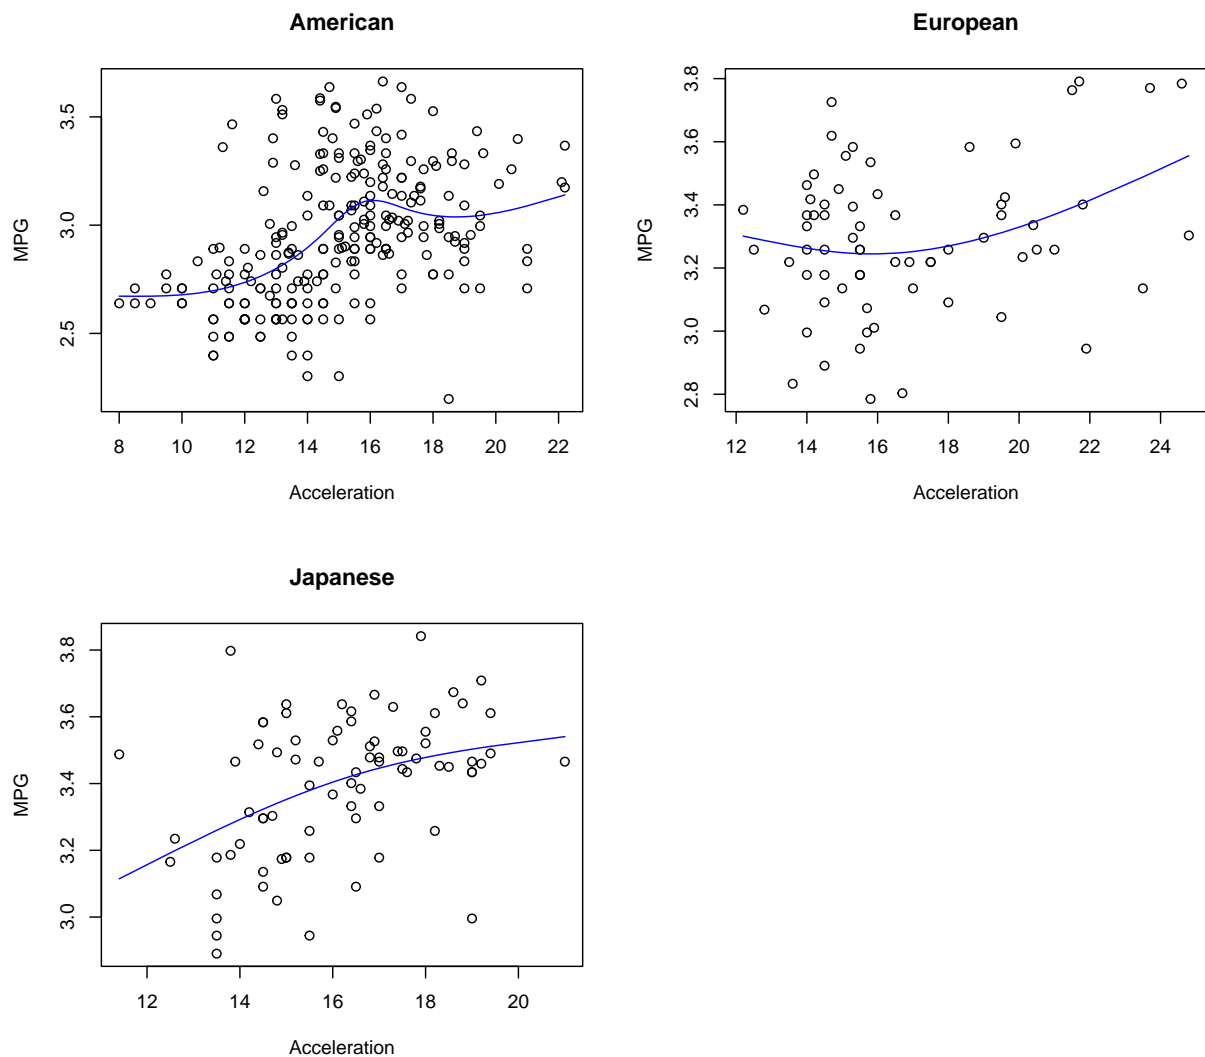 American
European
MPG
3.5
3.0
2.5
8 10 12 14 16 18 20 22
Acceleration
MPG
3.8
3.6
3.4
3.2
3.0
2.8
12 14 16 18 20 22 24
Acceleration
Japanese
MPG
3.8
3.6
3.4
3.2
3.0
12 14 16 18 20
Acceleration